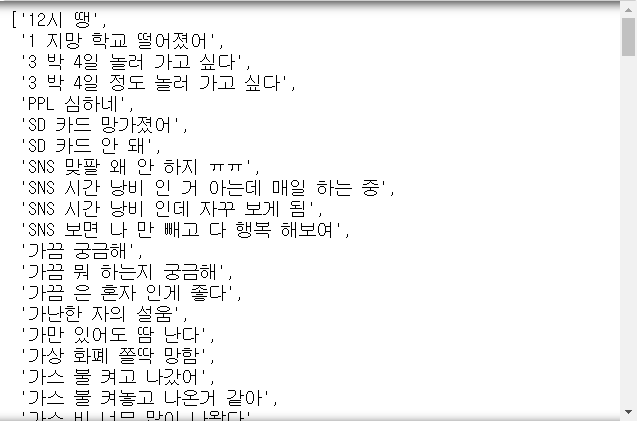 ['12시 땡',
'1 지망 학교 떨어졌어',
'3 박 4일 놀러 가고 싶다',
'3 박 4일 정도 놀러 가고 싶다',
'PPL 심하네',
'SD 카드 망가졌어',
'SD 카드 안 돼',
'SNS 맞팔 왜 안 하지 ㅠㅠ',
'SNS 시간 낭비 인 거 아는데 매일 하는 중',
'SNS 시간 낭비 인데 자꾸 보게 됨',
'SNS 보면 나 만 빼고 다 행복 해보여',
'가끔 궁금해',
'가끔 뭐 하는지 궁금해',
'가끔 은 혼자 인게 좋다',
'가난한 자의 설움',
'가만 있어도 땀 난다',
'가상 화폐 쫄딱 망함',
'가스 불 켜고 나갔어',
'가스 불 켜놓고 나온거 같아',
'가스 비 너무 많이 나왔다'